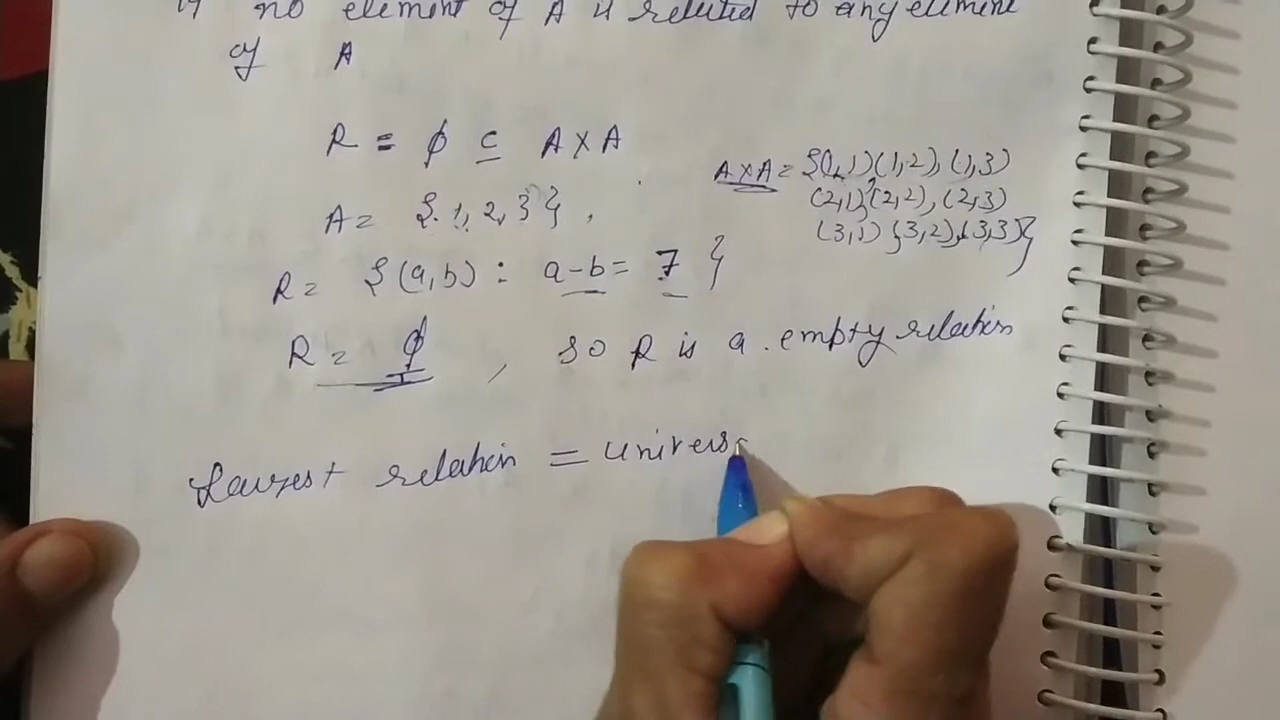 if no element of A is related to any element
of A
R = ϕ ⊆ A × A
A × A = {(1,1)(1,2),(1,3)
(2,1),(2,2),(2,3)
(3,1)(3,2),(3,3)}
A = {1,2,3},
R = {(a,b) : a-b = 7}
R = ϕ , so R is a empty relation
Largest relation = univers